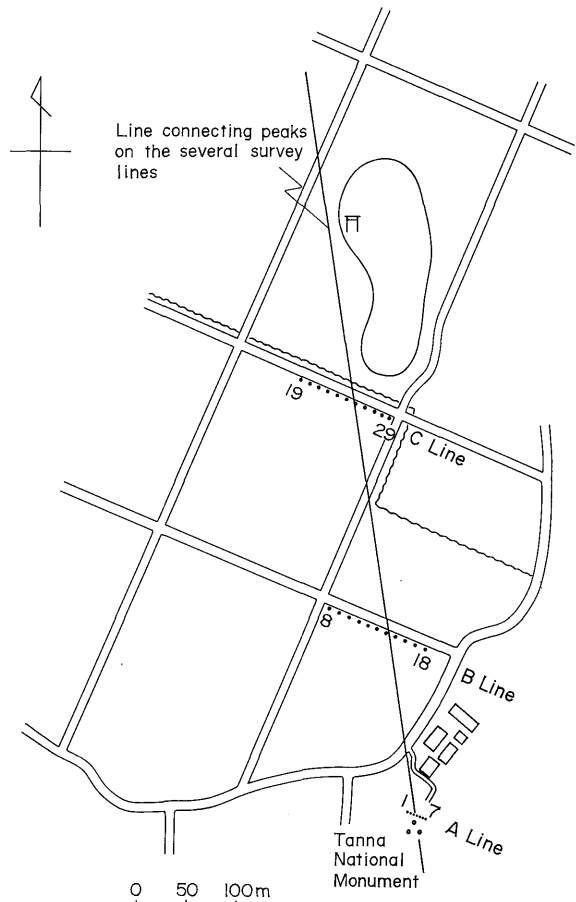 Line connecting peaks
on the several survey
lines
19
29
C Line
8
18
B Line
1
7
A Line
Tanna
National
Monument
0 50 100m